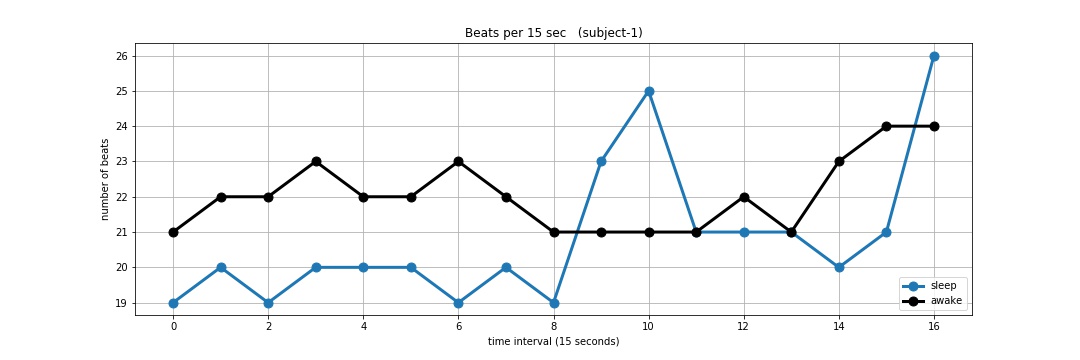 Beats per 15 sec   (subject-1)
number of beats
26
25
24
23
22
21
20
19
0 2 4 6 8 10 12 14 16
time interval (15 seconds)
sleep
awake